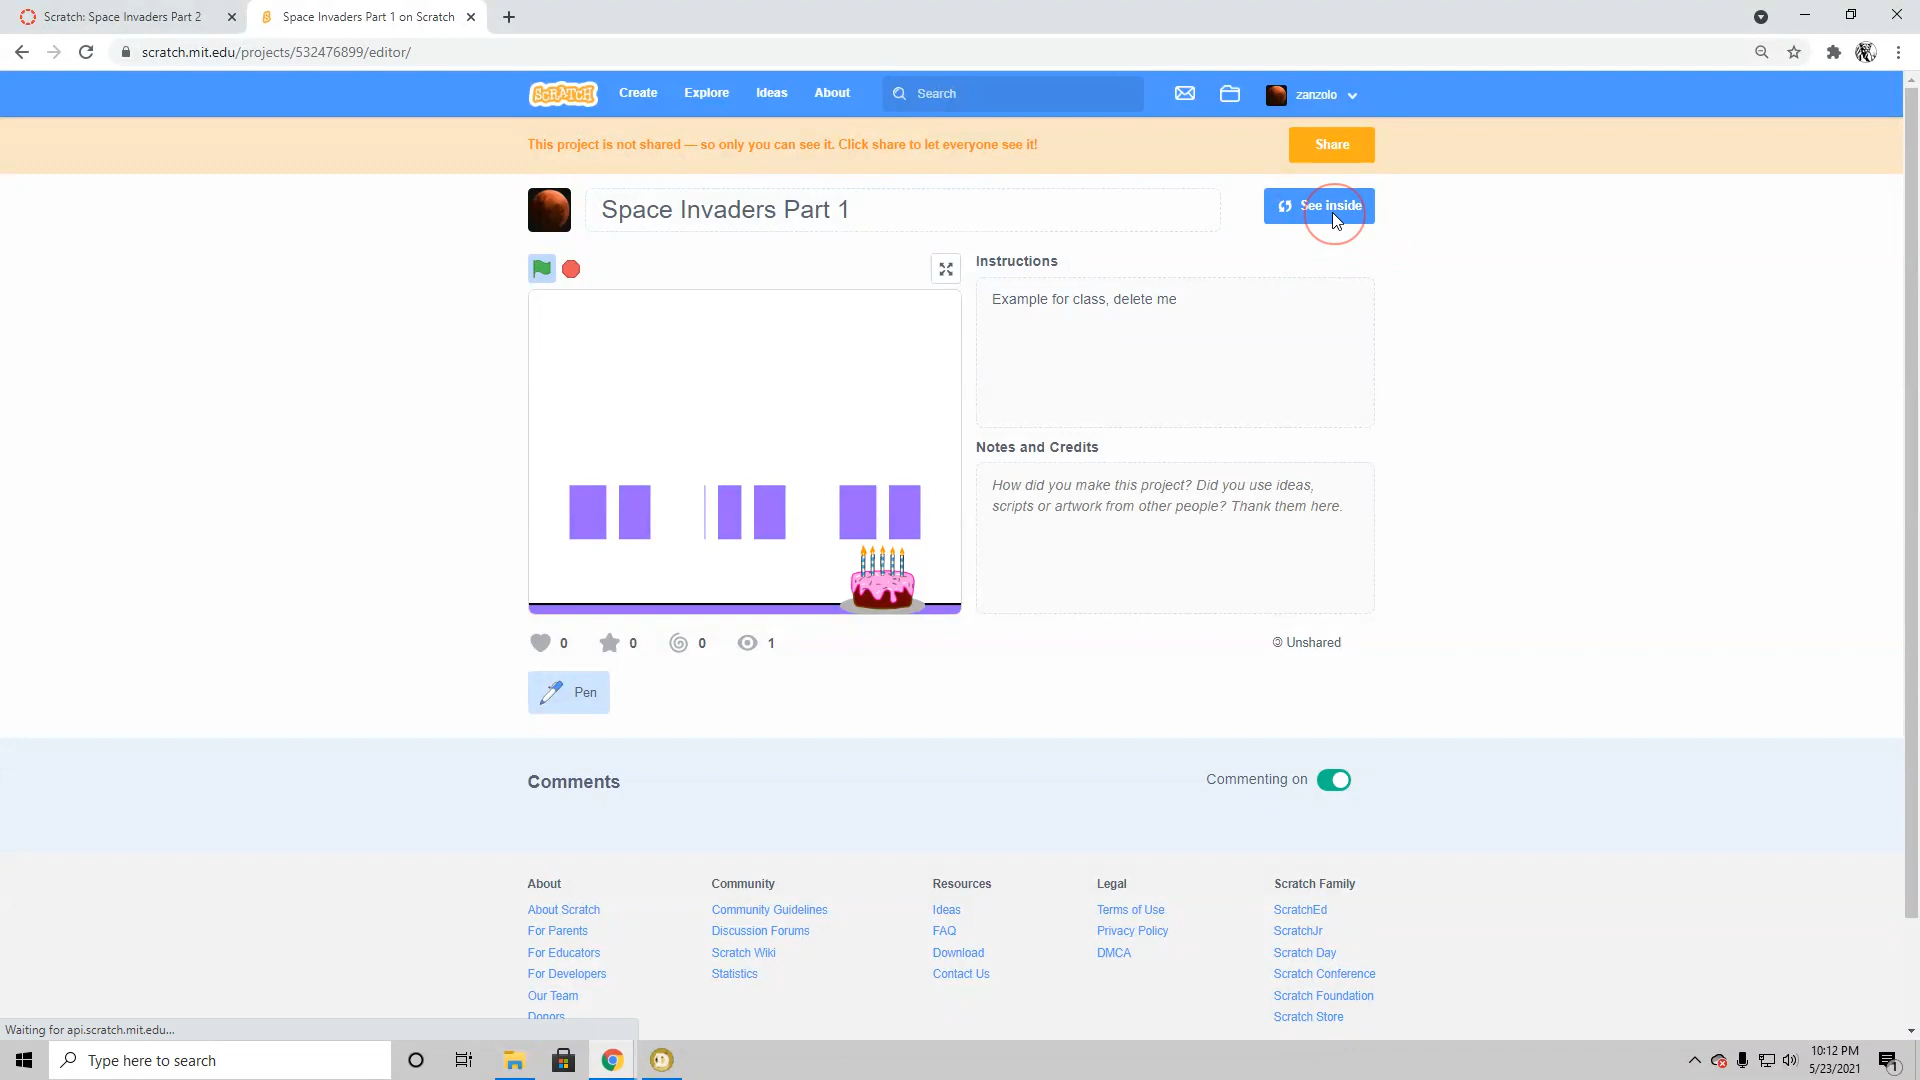 Scratch: Space Invaders Part 2
Space Invaders Part 1 on Scratch
scratch.mit.edu/projects/532476899/editor/
SCRATCH
Create
Explore
Ideas
About
Search
zanzolo
This project is not shared — so only you can see it. Click share to let everyone see it!
Share
Space Invaders Part 1
See inside
Instructions
Example for class, delete me
Notes and Credits
How did you make this project? Did you use ideas,
scripts or artwork from other people? Thank them here.
0
0
0
1
Unshared
Pen
Comments
Commenting on
About
Community
Resources
Legal
Scratch Family
About Scratch
Community Guidelines
Ideas
Terms of Use
ScratchEd
For Parents
Discussion Forums
FAQ
Privacy Policy
ScratchJr
For Educators
Scratch Wiki
Download
DMCA
Scratch Day
For Developers
Statistics
Contact Us
Scratch Conference
Our Team
Scratch Foundation
Donors
Scratch Store
Waiting for api.scratch.mit.edu...
Type here to search
10:12 PM
5/23/2021
1